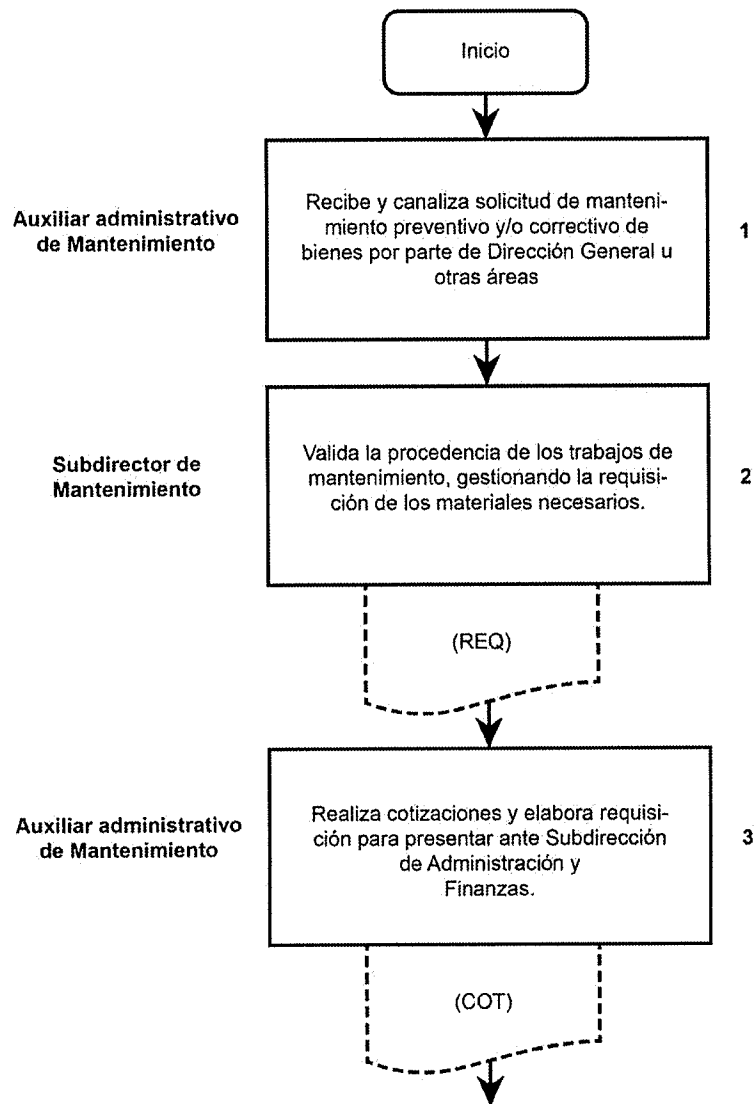 Inicio
Auxiliar administrativo
de Mantenimiento
Recibe y canaliza solicitud de manteni-
miento preventivo y/o correctivo de
bienes por parte de Dirección General u
otras áreas
1
Subdirector de
Mantenimiento
Valida la procedencia de los trabajos de
mantenimiento, gestionando la requisi-
ción de los materiales necesarios.
2
(REQ)
Auxiliar administrativo
de Mantenimiento
Realiza cotizaciones y elabora requisi-
ción para presentar ante Subdirección
de Administración y
Finanzas.
3
(COT)